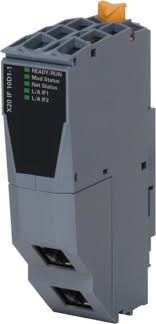 READY/RUN
Mod Status
Net Status
L/A IF1
L/A IF2
X20 IF 10D1-1